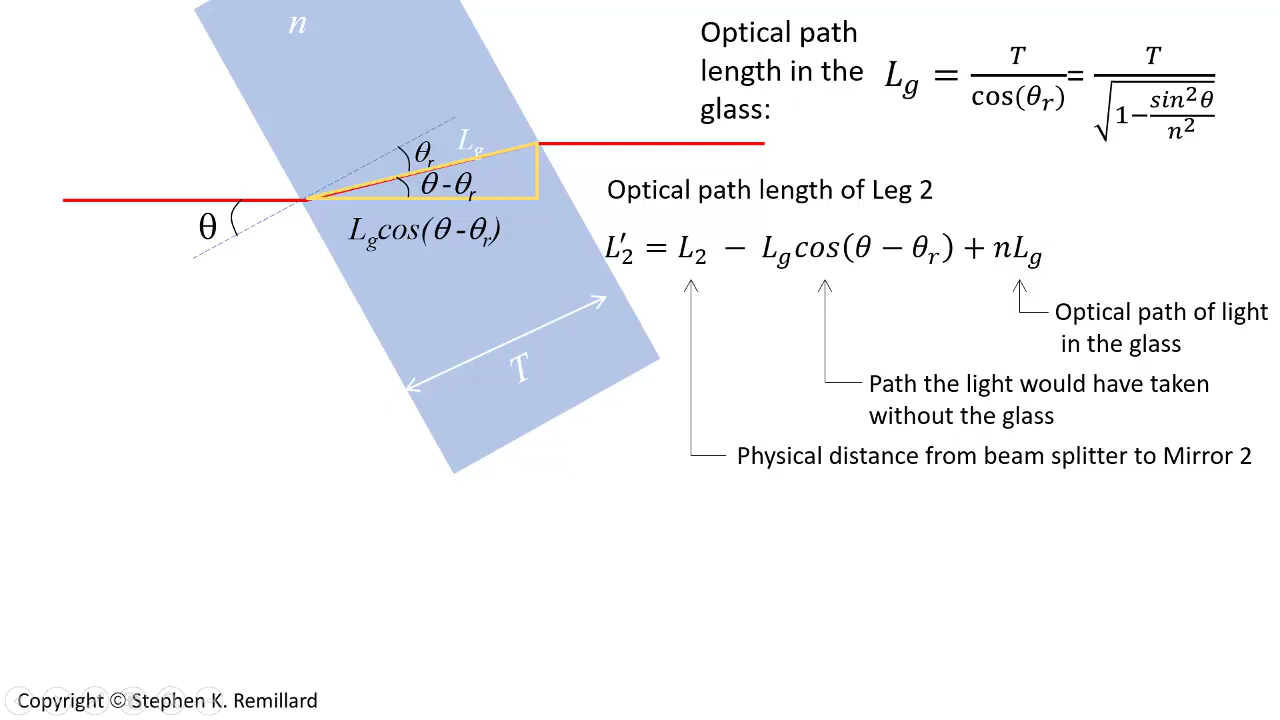 n
Optical path
length in the
glass:
L_g = T/cos(θ_r) = T/√(1−sin²θ/n²)
L_g
θ_r
θ - θ_r
θ
L_g cos(θ - θ_r)
T
Optical path length of Leg 2
L′_2 = L_2 − L_g cos(θ − θ_r) + nL_g
Optical path of light
in the glass
Path the light would have taken
without the glass
Physical distance from beam splitter to Mirror 2
Copyright © Stephen K. Remillard